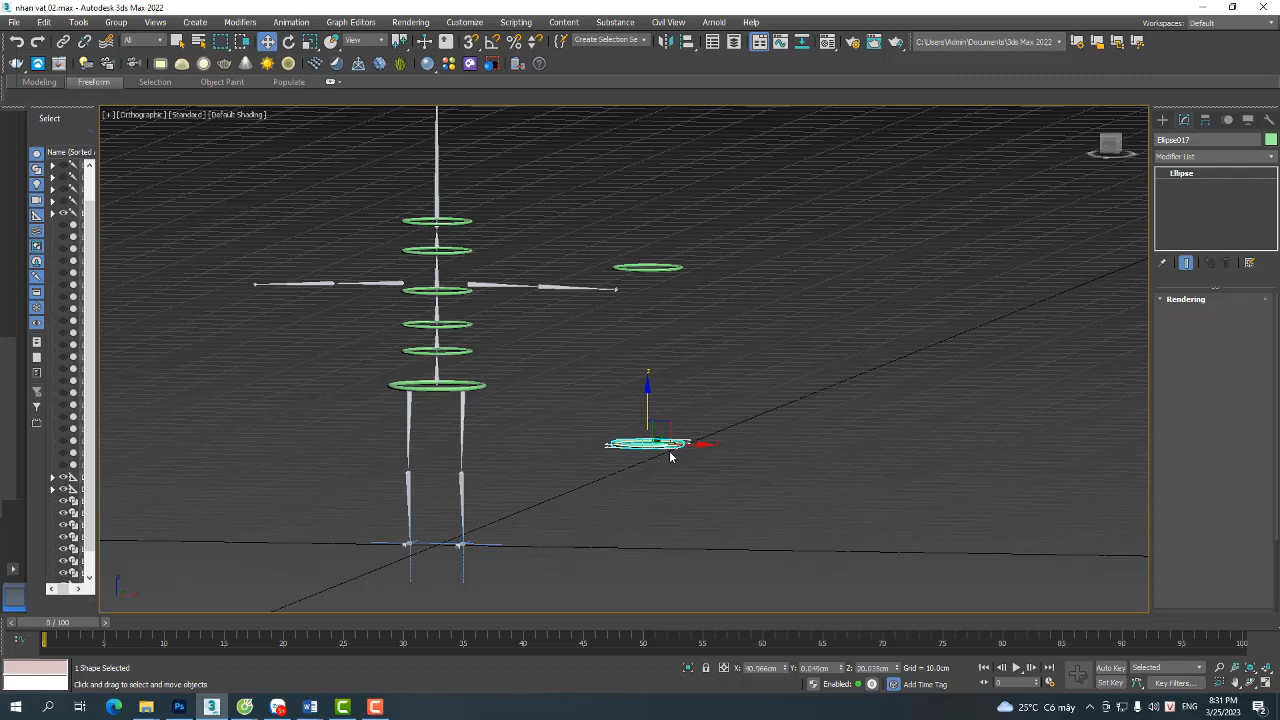 nhan vat 02.max - Autodesk 3ds Max 2022
File Edit Tools Group Views Create Modifiers Animation Graph Editors Rendering Customize Scripting Content Substance Civil View Arnold Help
Workspaces: Default
All View Create Selection Se C:\Users\Admin\Documents\3ds Max 2022
Modeling Freeform Selection Object Paint Populate
Select
[+] [Orthographic] [Standard] [Default Shading]
Name (Sorted A
Ellipse017
Modifier List
Ellipse
Rendering
z
0 / 100
0 5 10 15 20 25 30 35 40 45 50 55 60 65 70 75 80 85 90 95 100
1 Shape Selected
X: 40.966cm Y: 0.049cm Z: 20.035cm Grid = 10.0cm
Auto Key Selected
Click and drag to select and move objects
Enabled: Add Time Tag
0
Set Key Key Filters...
25°C Có mây
ENG
8:31 PM
3/25/2023